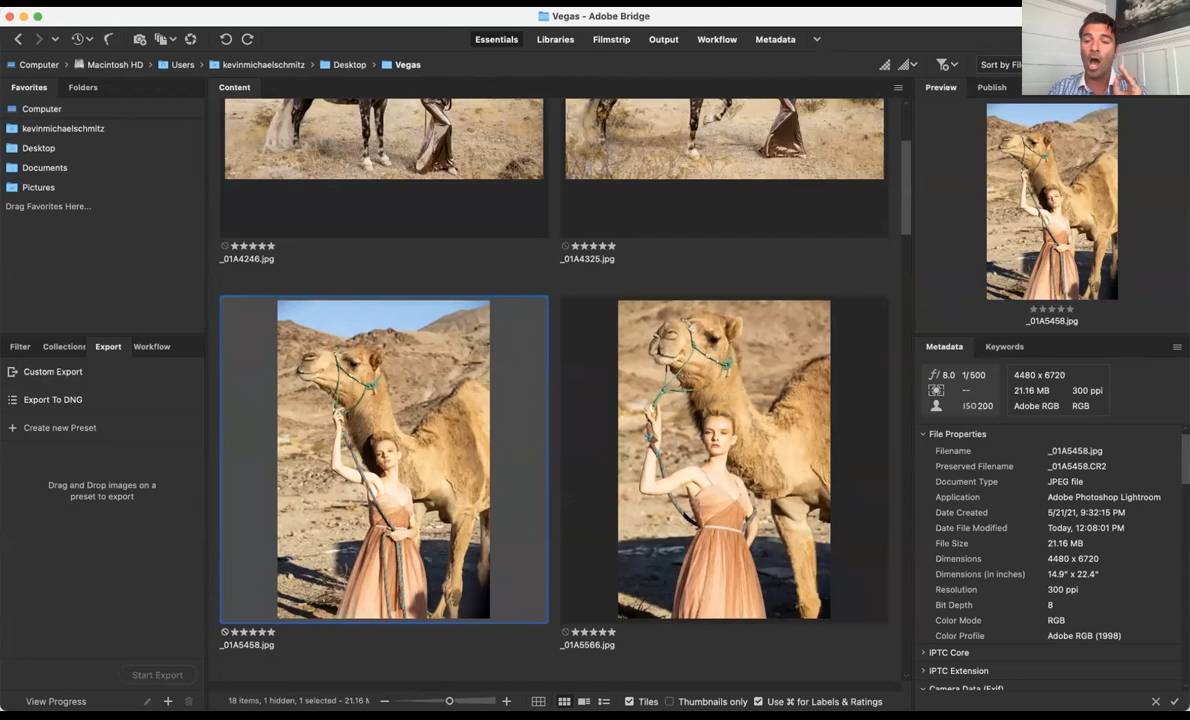 Vegas - Adobe Bridge
Essentials Libraries Filmstrip Output Workflow Metadata
Computer Macintosh HD Users kevinmichaelschmitz Desktop Vegas
Sort by
Favorites Folders
Computer
kevinmichaelschmitz
Desktop
Documents
Pictures
Drag Favorites Here...
Filter Collections Export Workflow
Custom Export
Export To DNG
Create new Preset
Drag and Drop images on a
preset to export
Start Export
View Progress
Content
_01A4246.jpg
_01A4325.jpg
_01A5458.jpg
_01A5566.jpg
18 items, 1 hidden, 1 selected - 21.16
Tiles Thumbnails only Use ⌘ for Labels & Ratings
Preview Publish
_01A5458.jpg
Metadata Keywords
f/ 8.0 1/500
--
ISO200
4480 x 6720
21.16 MB 300 ppi
Adobe RGB RGB
File Properties
Filename _01A5458.jpg
Preserved Filename _01A5458.CR2
Document Type JPEG file
Application Adobe Photoshop Lightroom
Date Created 5/21/21, 9:32:15 PM
Date File Modified Today, 12:08:01 PM
File Size 21.16 MB
Dimensions 4480 x 6720
Dimensions (in inches) 14.9" x 22.4"
Resolution 300 ppi
Bit Depth 8
Color Mode RGB
Color Profile Adobe RGB (1998)
IPTC Core
IPTC Extension
Camera Data (Exif)